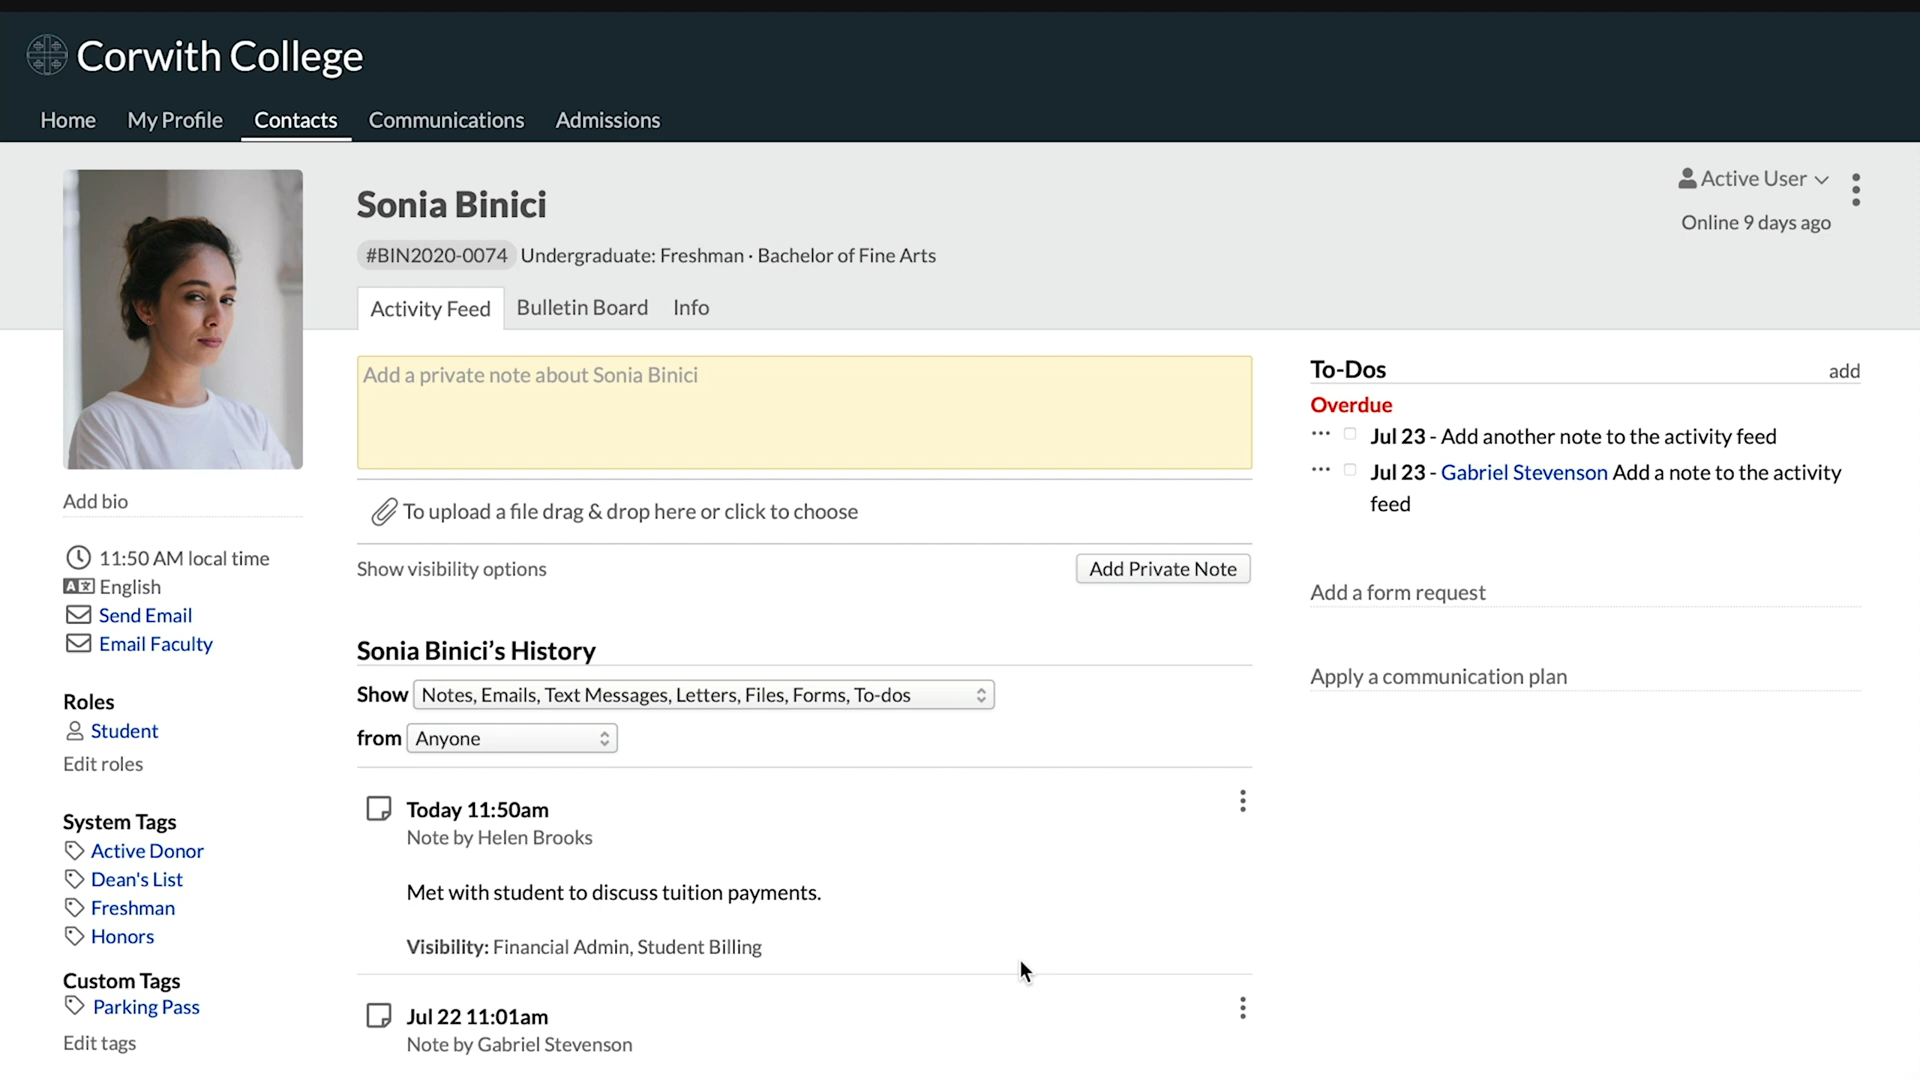 Corwith College
Home My Profile Contacts Communications Admissions
Sonia Binici
#BIN2020-0074 Undergraduate: Freshman · Bachelor of Fine Arts
Active User
Online 9 days ago
Activity Feed Bulletin Board Info
Add a private note about Sonia Binici
To upload a file drag & drop here or click to choose
Show visibility options
Add Private Note
Add bio
11:50 AM local time
English
Send Email
Email Faculty
Roles
Student
Edit roles
System Tags
Active Donor
Dean's List
Freshman
Honors
Custom Tags
Parking Pass
Edit tags
Sonia Binici’s History
Show Notes, Emails, Text Messages, Letters, Files, Forms, To-dos
from Anyone
Today 11:50am
Note by Helen Brooks
Met with student to discuss tuition payments.
Visibility: Financial Admin, Student Billing
Jul 22 11:01am
Note by Gabriel Stevenson
To-Dos add
Overdue
Jul 23 - Add another note to the activity feed
Jul 23 - Gabriel Stevenson Add a note to the activity
feed
Add a form request
Apply a communication plan